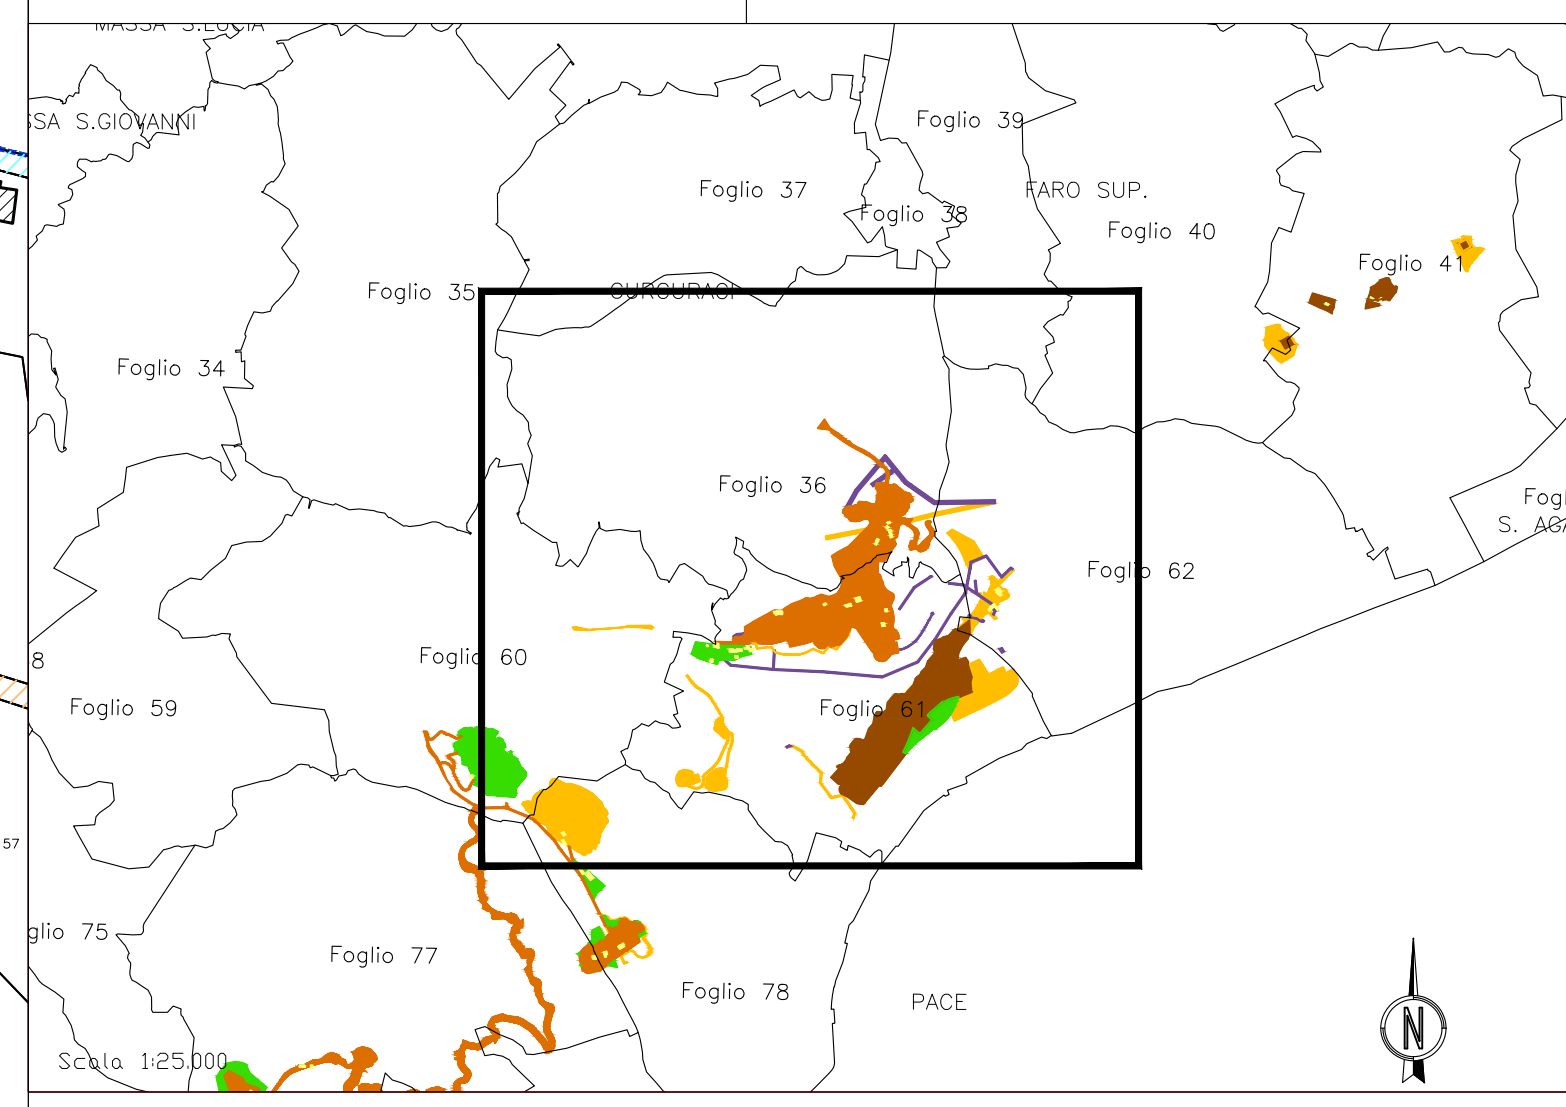 MASSA S.LUCIA
SSA S.GIOVANNI
Foglio 39
Foglio 37
FARO SUP.
Foglio 38
Foglio 40
Foglio 41
Foglio 35
CURCURACI
Foglio 34
Foglio 36
Fogl
S. AGA
Foglio 62
8
Foglio 60
Foglio 59
Foglio 61
57
glio 75
Foglio 77
Foglio 78
PACE
N
Scala 1:25.000